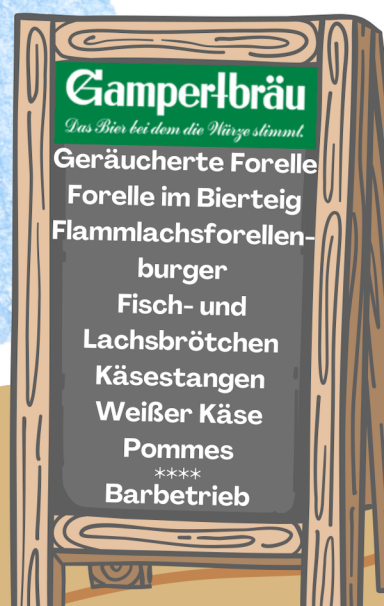 Gampertbräu
Das Bier bei dem die Würze stimmt.
Geräucherte Forelle
Forelle im Bierteig
Flammlachsforellen-
burger
Fisch- und
Lachsbrötchen
Käsestangen
Weißer Käse
Pommes
****
Barbetrieb